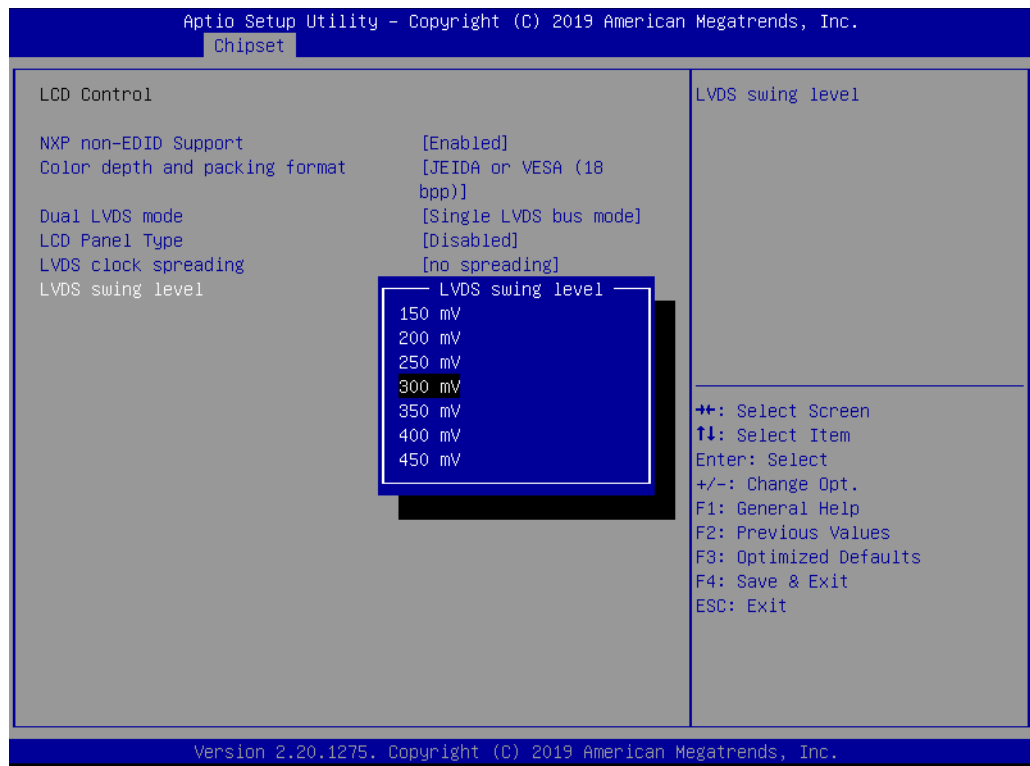 Aptio Setup Utility – Copyright (C) 2019 American Megatrends, Inc.
Chipset
LCD Control
NXP non-EDID Support [Enabled]
Color depth and packing format [JEIDA or VESA (18
bpp)]
Dual LVDS mode [Single LVDS bus mode]
LCD Panel Type [Disabled]
LVDS clock spreading [no spreading]
LVDS swing level
LVDS swing level
150 mV
200 mV
250 mV
300 mV
350 mV
400 mV
450 mV
LVDS swing level
→←: Select Screen
↑↓: Select Item
Enter: Select
+/-: Change Opt.
F1: General Help
F2: Previous Values
F3: Optimized Defaults
F4: Save & Exit
ESC: Exit
Version 2.20.1275. Copyright (C) 2019 American Megatrends, Inc.